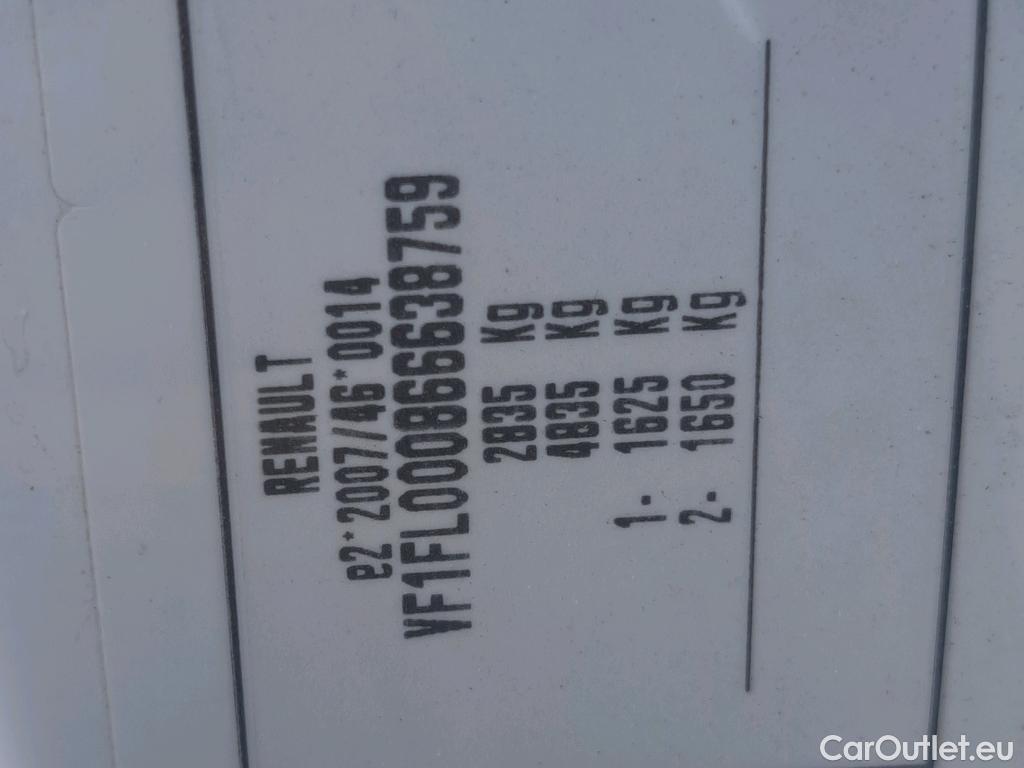 RENAULT
e2*2007/46*0014
VF1FL000866638759
2835 Kg
4835 Kg
1- 1625 Kg
2- 1650 Kg
CarOutlet.eu